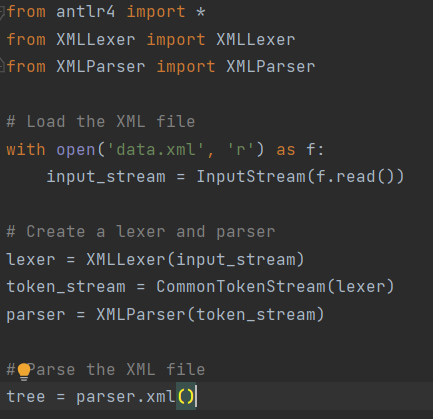 from antlr4 import *
from XMLLexer import XMLLexer
from XMLParser import XMLParser
# Load the XML file
with open('data.xml', 'r') as f:
    input_stream = InputStream(f.read())
# Create a lexer and parser
lexer = XMLLexer(input_stream)
token_stream = CommonTokenStream(lexer)
parser = XMLParser(token_stream)
# Parse the XML file
tree = parser.xml()